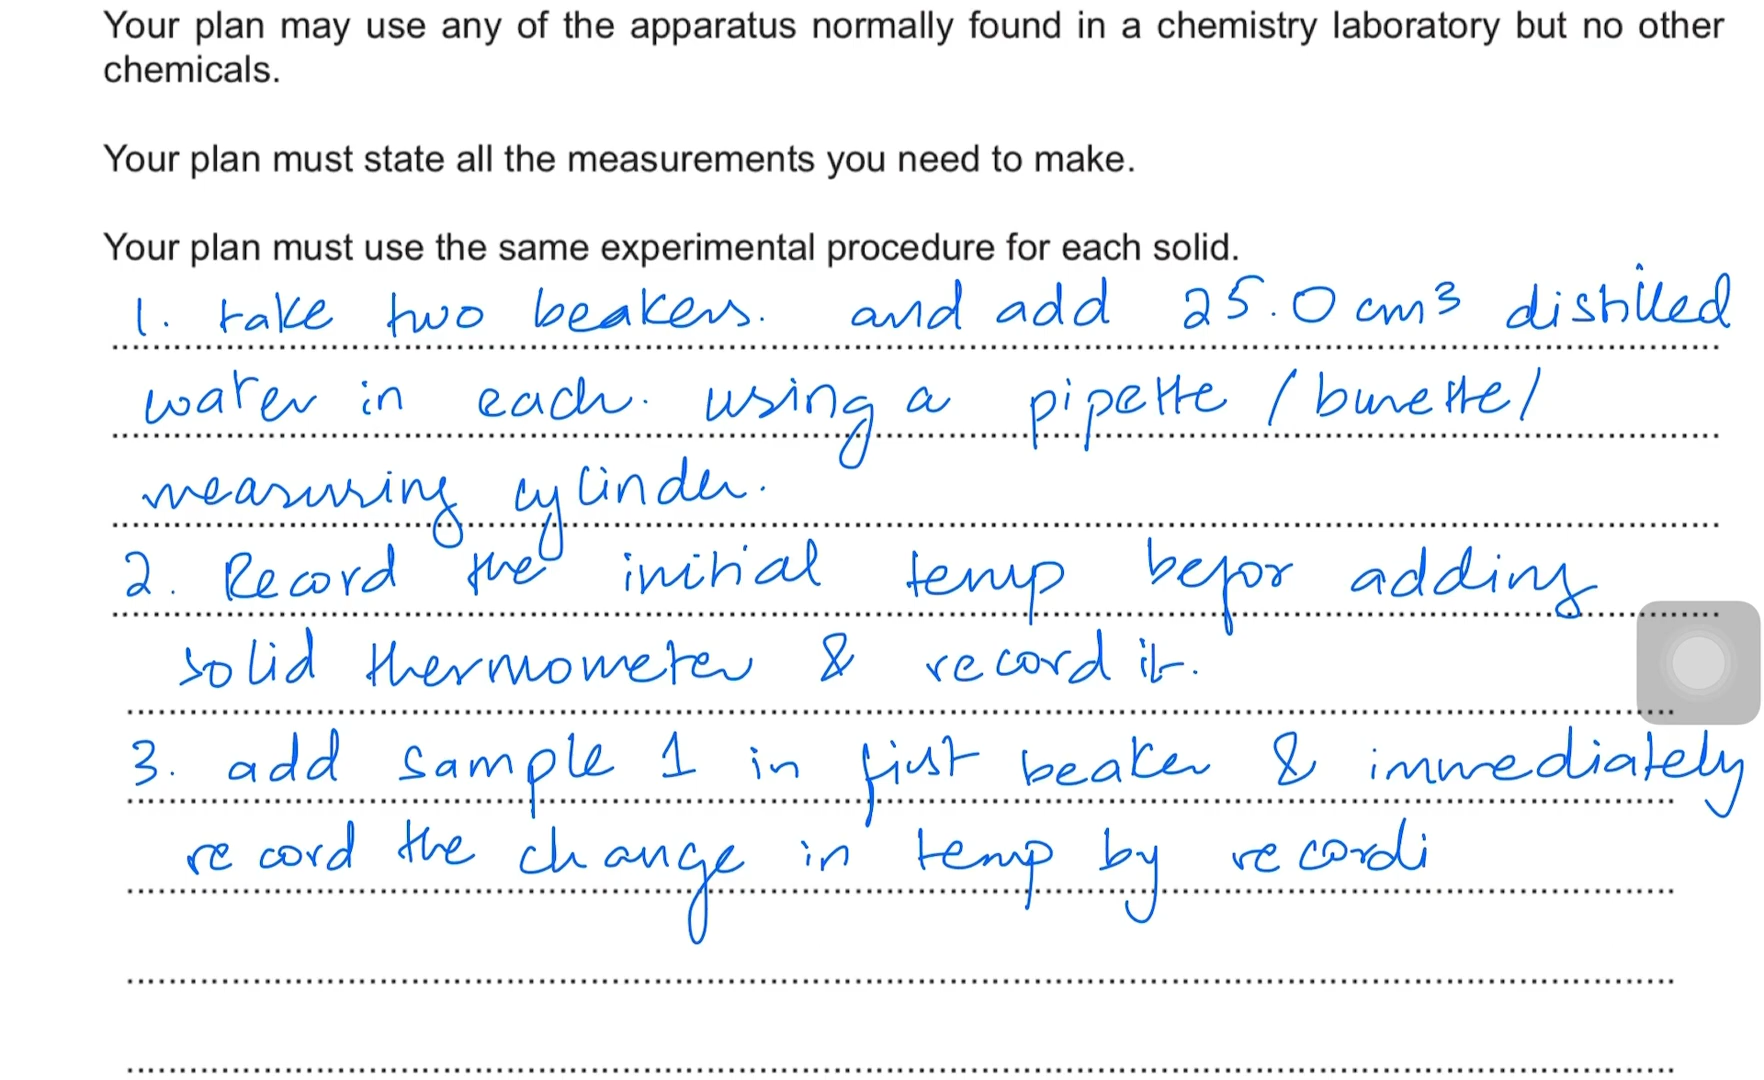 Your plan may use any of the apparatus normally found in a chemistry laboratory but no other
chemicals.
Your plan must state all the measurements you need to make.
Your plan must use the same experimental procedure for each solid.
1. take two beakers. and add 25.0 cm3 distilled
water in each. using a pipette / burette /
measuring cylinder.
2. Record the initial temp befor adding
solid thermometer & record it.
3. add sample 1 in first beaker & immediately
record the change in temp by recordi